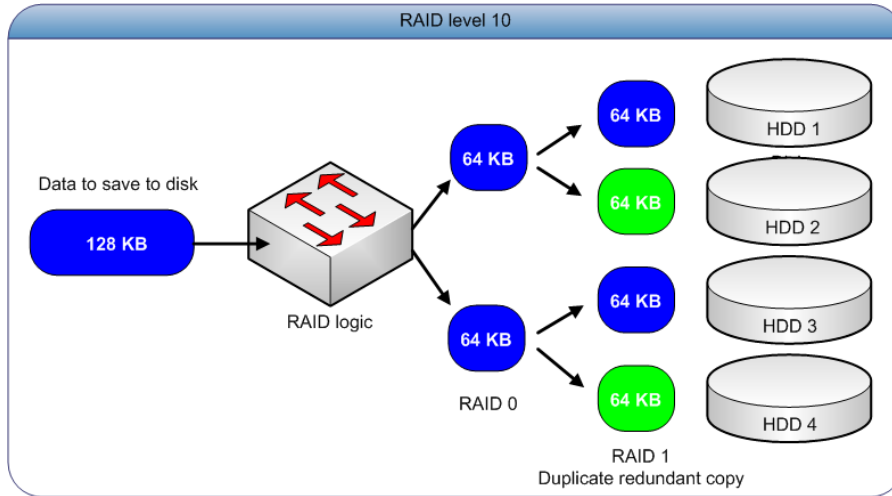 RAID level 10
Data to save to disk
128 KB
RAID logic
64 KB
64 KB
RAID 0
64 KB
64 KB
64 KB
64 KB
RAID 1
Duplicate redundant copy
HDD 1
HDD 2
HDD 3
HDD 4